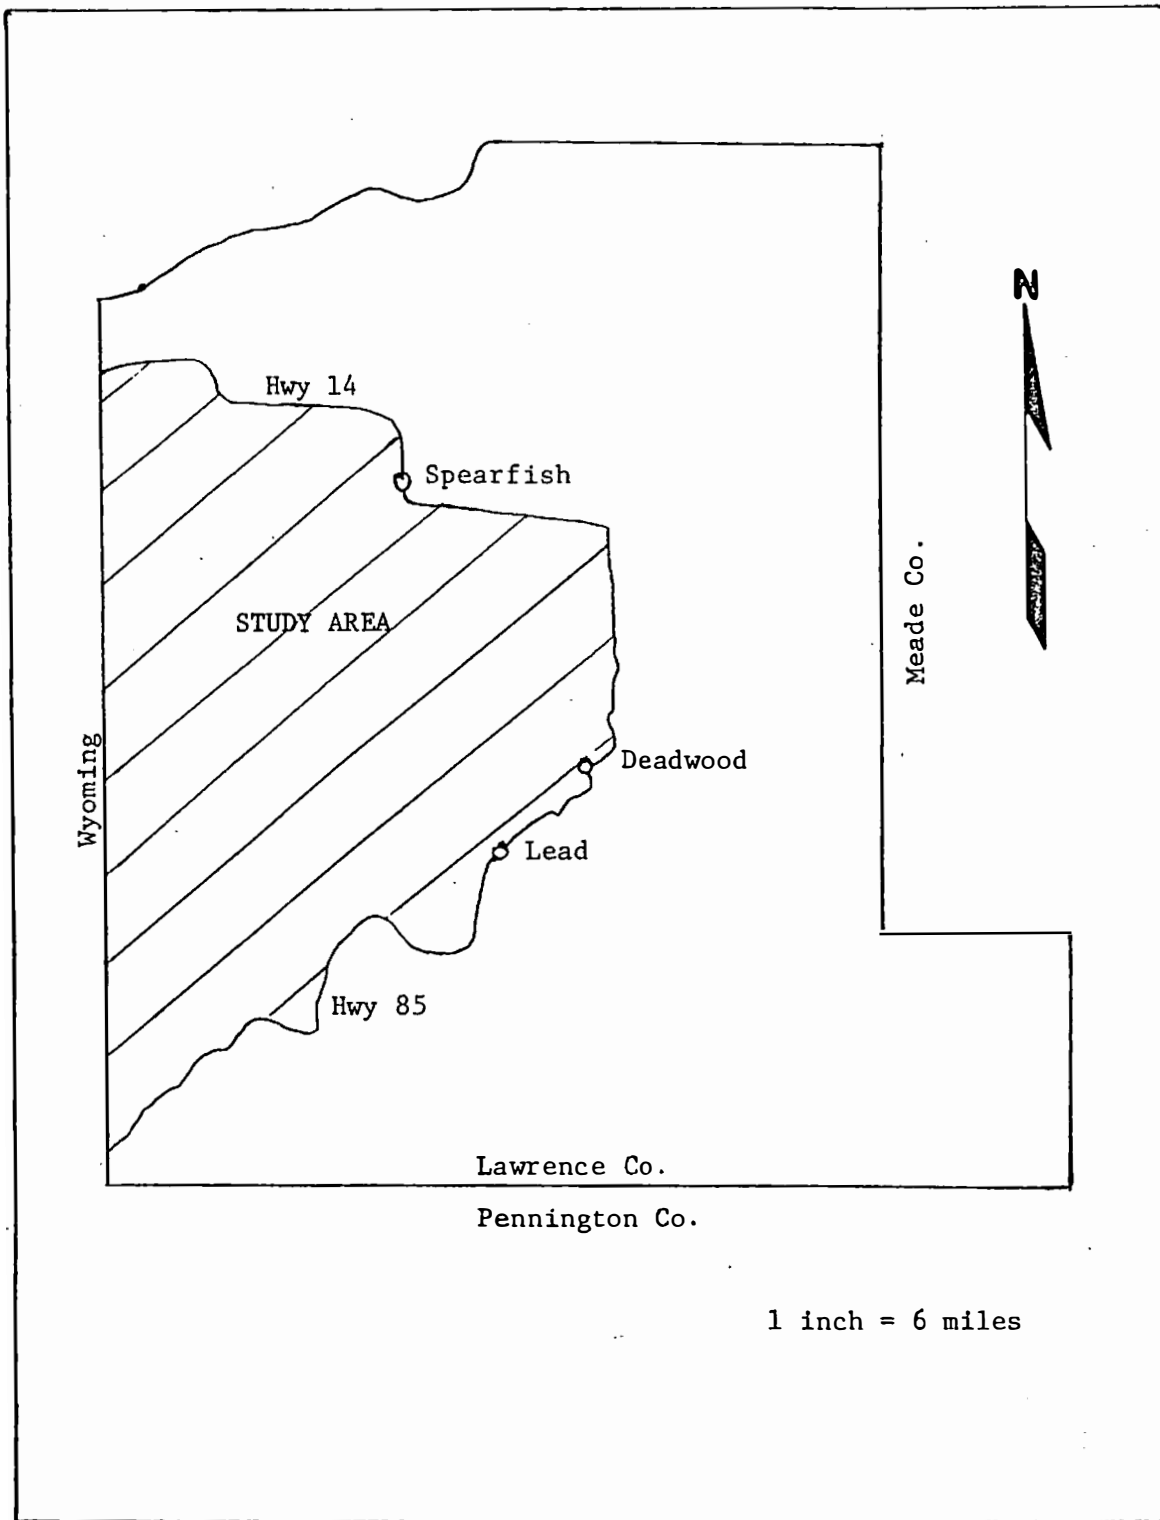 N
Hwy 14
Spearfish
Meade Co.
STUDY AREA
Wyoming
Deadwood
Lead
Hwy 85
Lawrence Co.
Pennington Co.
1 inch = 6 miles